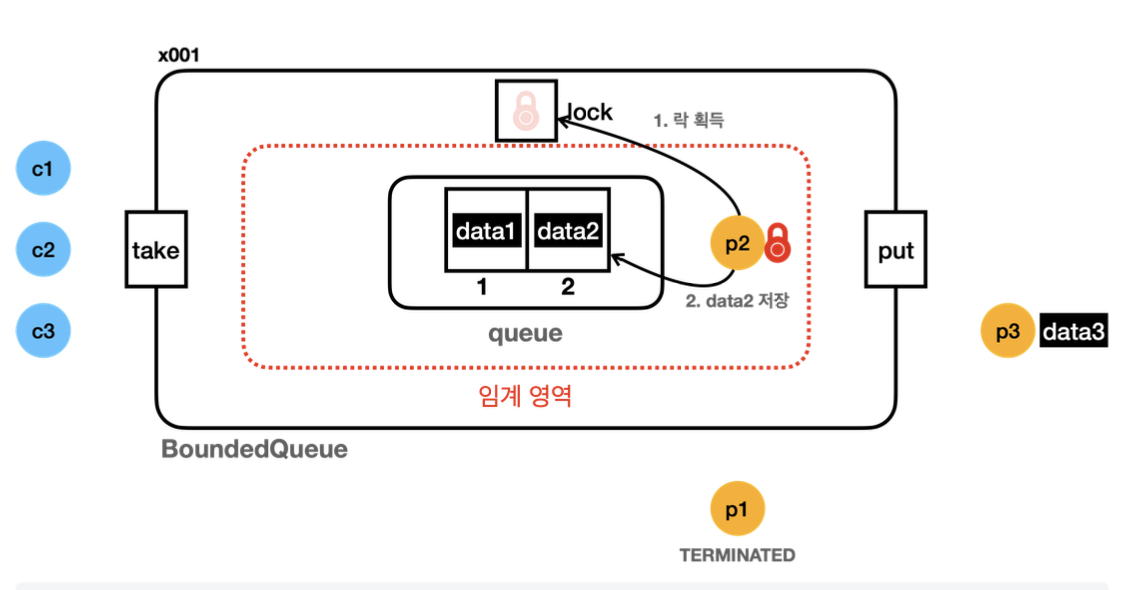 x001
lock
1. 락 획득
c1
c2
c3
take
data1
data2
1
2
p2
put
2. data2 저장
queue
p3
data3
임계 영역
BoundedQueue
p1
TERMINATED